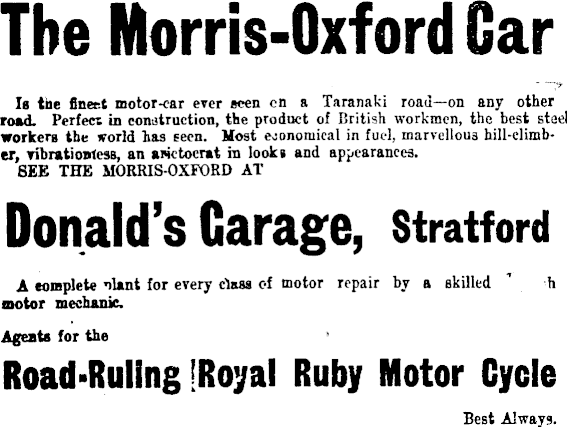 The Morris-Oxford Car
Is the finest motor-car ever seen on a Taranaki road—on any other
road. Perfect in construction, the product of British workmen, the best steel
workers the world has seen. Most economical in fuel, marvellous hill-climb-
er, vibrationless, an aristocrat in looks and appearances.
SEE THE MORRIS-OXFORD AT
Donald's Garage, Stratford
A complete plant for every class of motor repair by a skilled
motor mechanic.
Agents for the
Road-Ruling Royal Ruby Motor Cycle
Best Always.